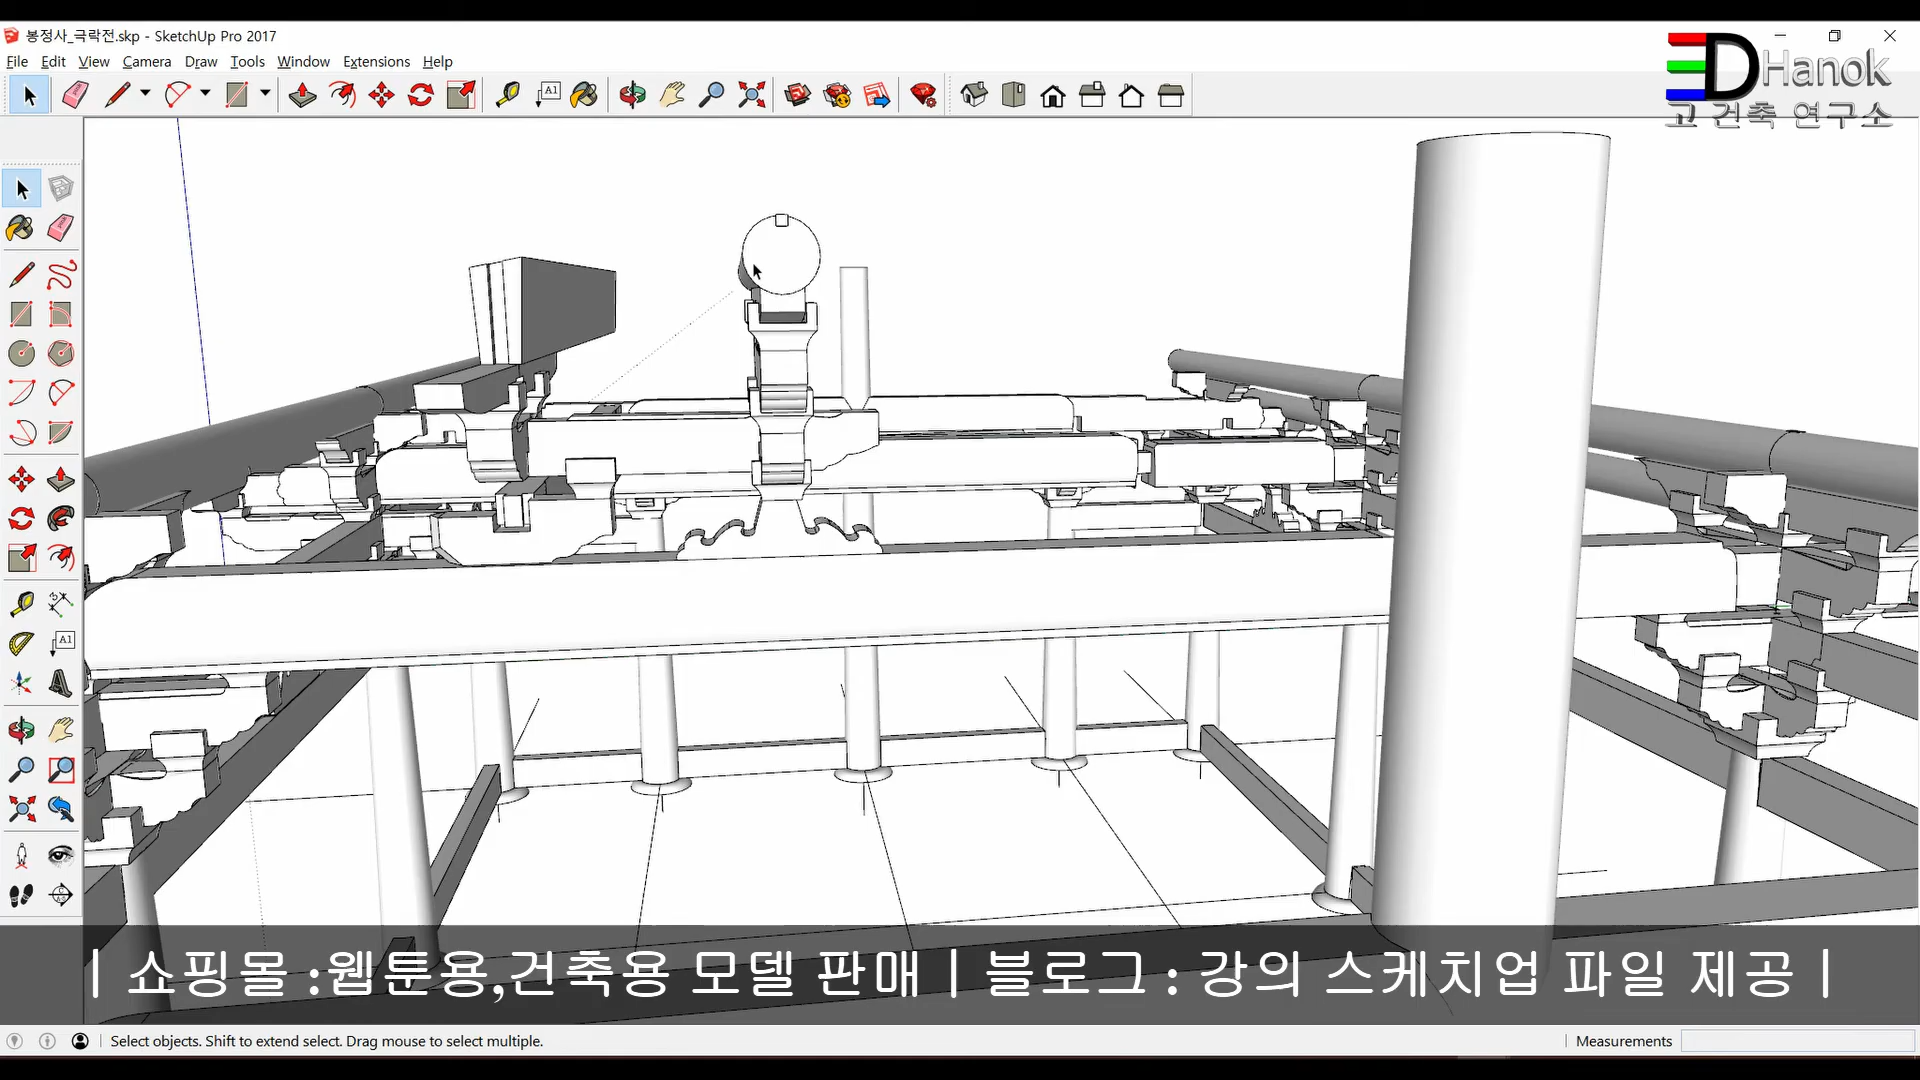 봉정사_극락전.skp - SketchUp Pro 2017
File Edit View Camera Draw Tools Window Extensions Help
A1
DHanok
고 건축 연구소
A1
| 쇼핑몰 :웹툰용,건축용 모델 판매 | 블로그 : 강의 스케치업 파일 제공 |
Select objects. Shift to extend select. Drag mouse to select multiple.
Measurements